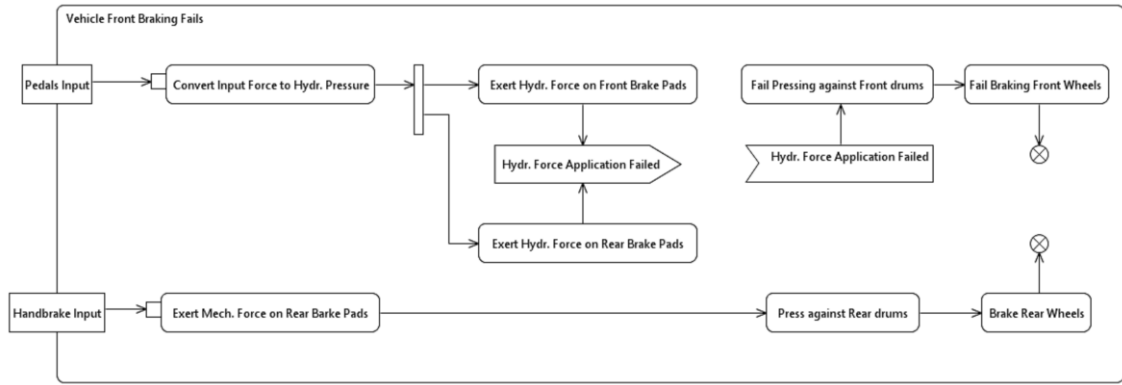 Vehicle Front Braking Fails
Pedals Input
Convert Input Force to Hydr. Pressure
Exert Hydr. Force on Front Brake Pads
Fail Pressing against Front drums
Fail Braking Front Wheels
Hydr. Force Application Failed
Hydr. Force Application Failed
Exert Hydr. Force on Rear Brake Pads
Handbrake Input
Exert Mech. Force on Rear Barke Pads
Press against Rear drums
Brake Rear Wheels